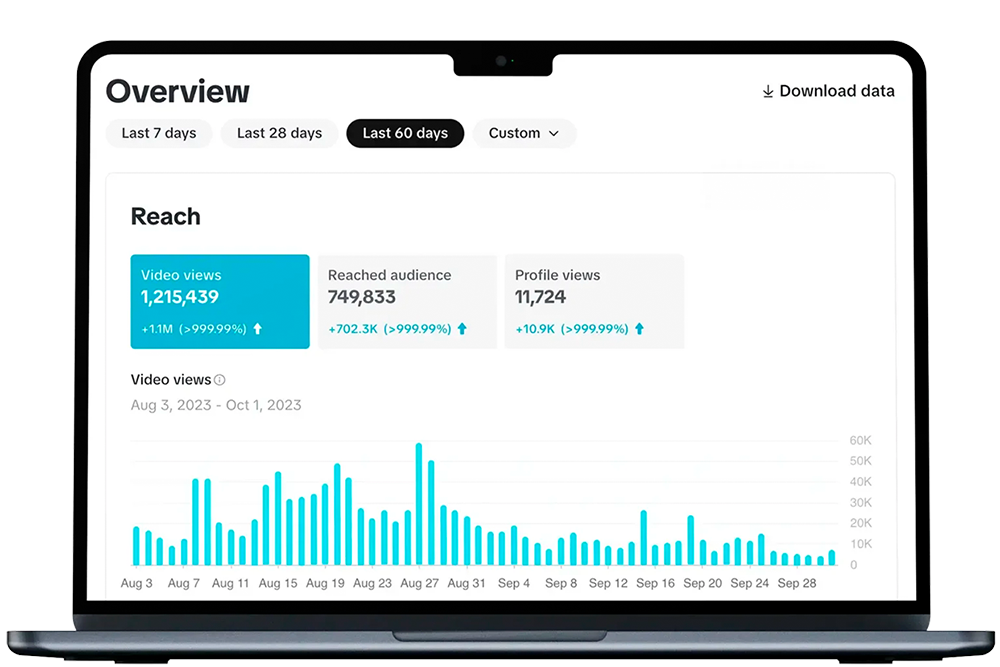 Overview
Download data
Last 7 days Last 28 days Last 60 days Custom
Reach
Video views Reached audience Profile views
1,215,439 749,833 11,724
+1.1M (>999.99%) +702.3K (>999.99%) +10.9K (>999.99%)
Video views
Aug 3, 2023 - Oct 1, 2023
60K
50K
40K
30K
20K
10K
0
Aug 3 Aug 7 Aug 11 Aug 15 Aug 19 Aug 23 Aug 27 Aug 31 Sep 4 Sep 8 Sep 12 Sep 16 Sep 20 Sep 24 Sep 28